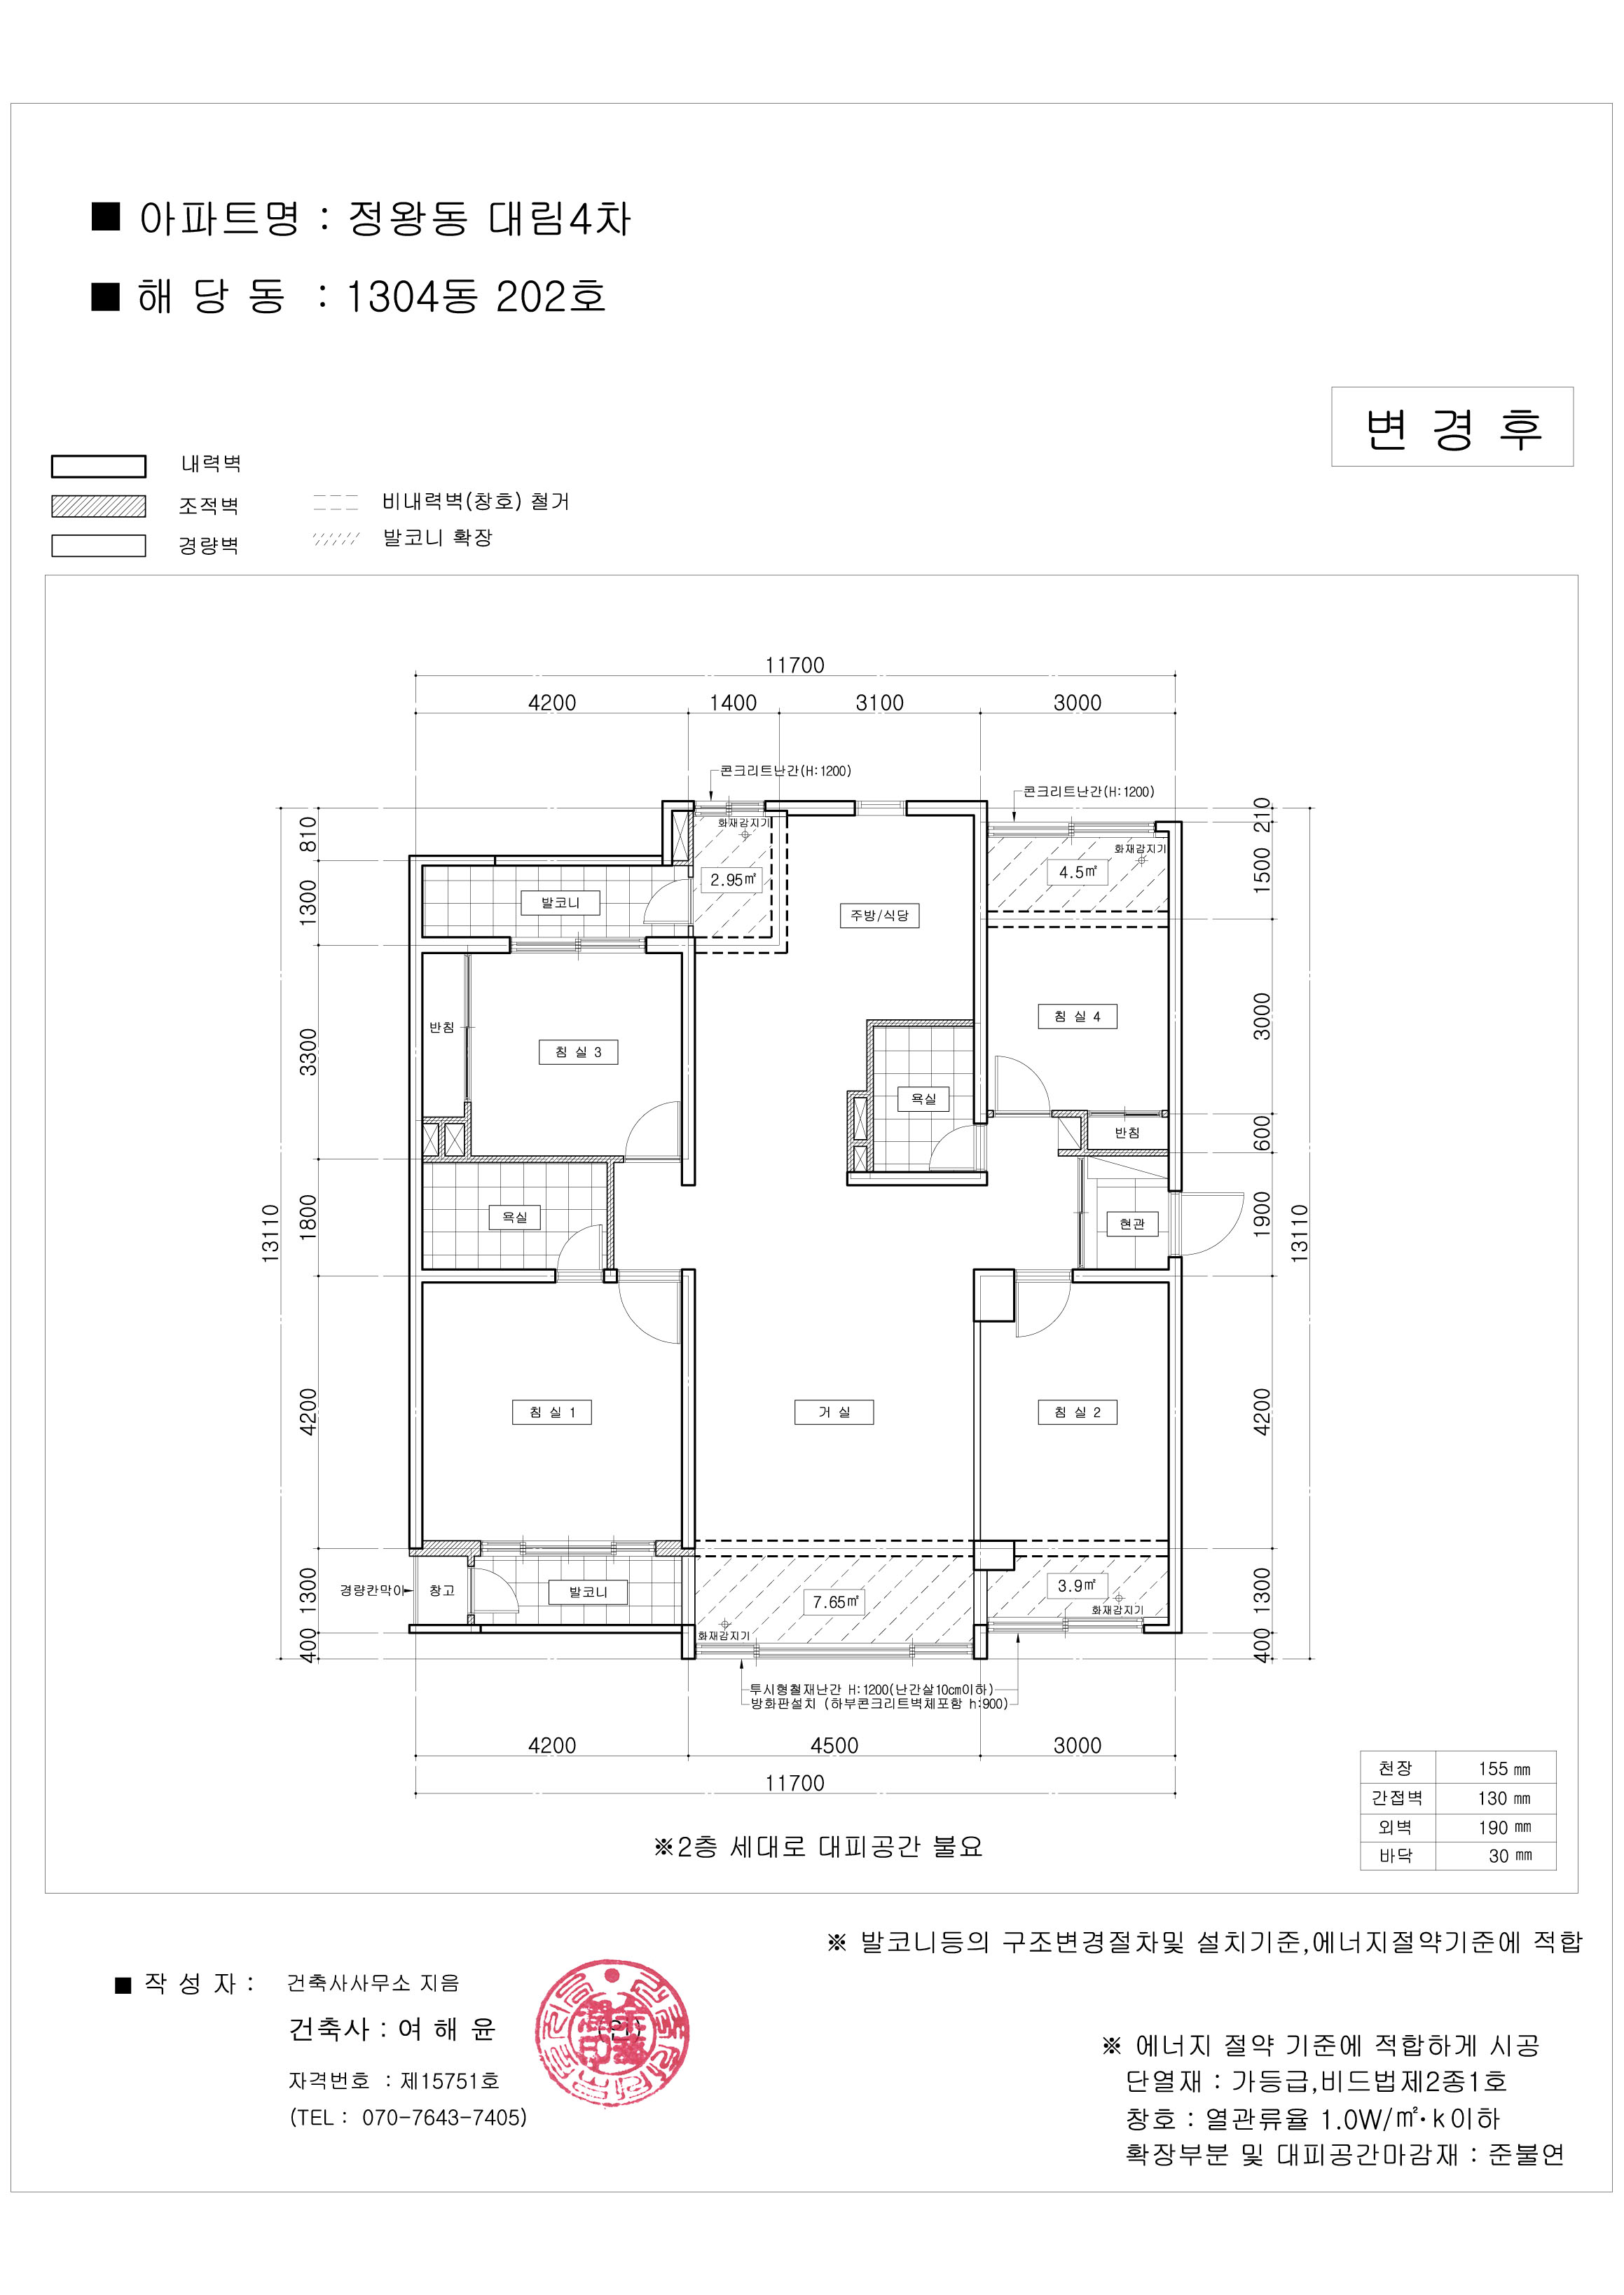 ■ 아파트명 : 정왕동 대림4차
■ 해 당 동 : 1304동 202호
변 경 후
내력벽
조적벽
경량벽
비내력벽(창호) 철거
발코니 확장
11700
4200 1400 3100 3000
콘크리트난간(H:1200)
콘크리트난간(H:1200)
화재감지기
화재감지기
2.95㎡
4.5㎡
발코니
주방/식당
반침
침 실 3
침 실 4
욕실
반침
욕실
현관
침 실 1
거 실
침 실 2
경량칸막이
창고
발코니
7.65㎡
3.9㎡
화재감지기
화재감지기
투시형철재난간 H:1200(난간살10㎝이하)
방화판설치 (하부콘크리트벽체포함 h:900)
810
1300
3300
1800
4200
1300
400
13110
210
1500
3000
600
1900
4200
1300
400
13110
4200 4500 3000
11700
※2층 세대로 대피공간 불요
천장 155 ㎜
간접벽 130 ㎜
외벽 190 ㎜
바닥 30 ㎜
※ 발코니등의 구조변경절차및 설치기준,에너지절약기준에 적합
■ 작 성 자 : 건축사사무소 지음
건축사 : 여 해 윤 (인)
자격번호 : 제15751호
(TEL : 070-7643-7405)
※ 에너지 절약 기준에 적합하게 시공
단열재 : 가등급,비드법제2종1호
창호 : 열관류율 1.0W/㎡·k이하
확장부분 및 대피공간마감재 : 준불연